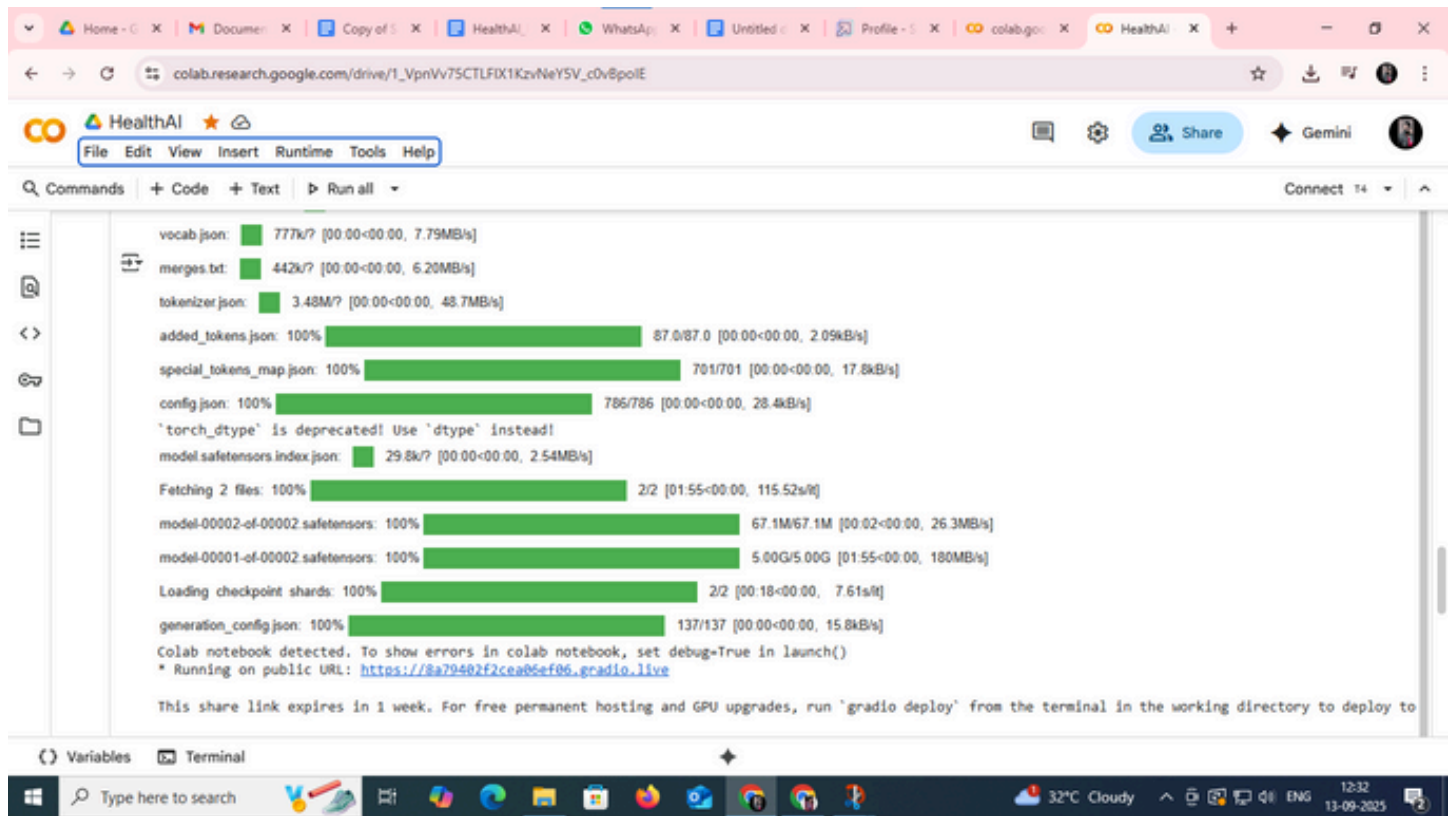 Home - G
Documen
Copy of S
HealthAI_
WhatsAp
Untitled d
Profile - S
colab.goo
HealthAI -
colab.research.google.com/drive/1_VpnVv75CTLFlX1KzvNeY5V_c0vBpoIE
HealthAI
Share
Gemini
File Edit View Insert Runtime Tools Help
Commands + Code + Text Run all
Connect T4
vocab.json: 777k/? [00:00<00:00, 7.79MB/s]
merges.txt: 442k/? [00:00<00:00, 6.20MB/s]
tokenizer.json: 3.48M/? [00:00<00:00, 48.7MB/s]
added_tokens.json: 100% 87.0/87.0 [00:00<00:00, 2.09kB/s]
special_tokens_map.json: 100% 701/701 [00:00<00:00, 17.8kB/s]
config.json: 100% 786/786 [00:00<00:00, 28.4kB/s]
`torch_dtype` is deprecated! Use `dtype` instead!
model.safetensors.index.json: 29.8k/? [00:00<00:00, 2.54MB/s]
Fetching 2 files: 100% 2/2 [01:55<00:00, 115.52s/it]
model-00002-of-00002.safetensors: 100% 67.1M/67.1M [00:02<00:00, 26.3MB/s]
model-00001-of-00002.safetensors: 100% 5.00G/5.00G [01:55<00:00, 180MB/s]
Loading checkpoint shards: 100% 2/2 [00:18<00:00, 7.61s/it]
generation_config.json: 100% 137/137 [00:00<00:00, 15.8kB/s]
Colab notebook detected. To show errors in colab notebook, set debug=True in launch()
* Running on public URL: https://8a79402f2cea06ef06.gradio.live
This share link expires in 1 week. For free permanent hosting and GPU upgrades, run `gradio deploy` from the terminal in the working directory to deploy to
Variables Terminal
Type here to search
32°C Cloudy
ENG
12:32
13-09-2025
2